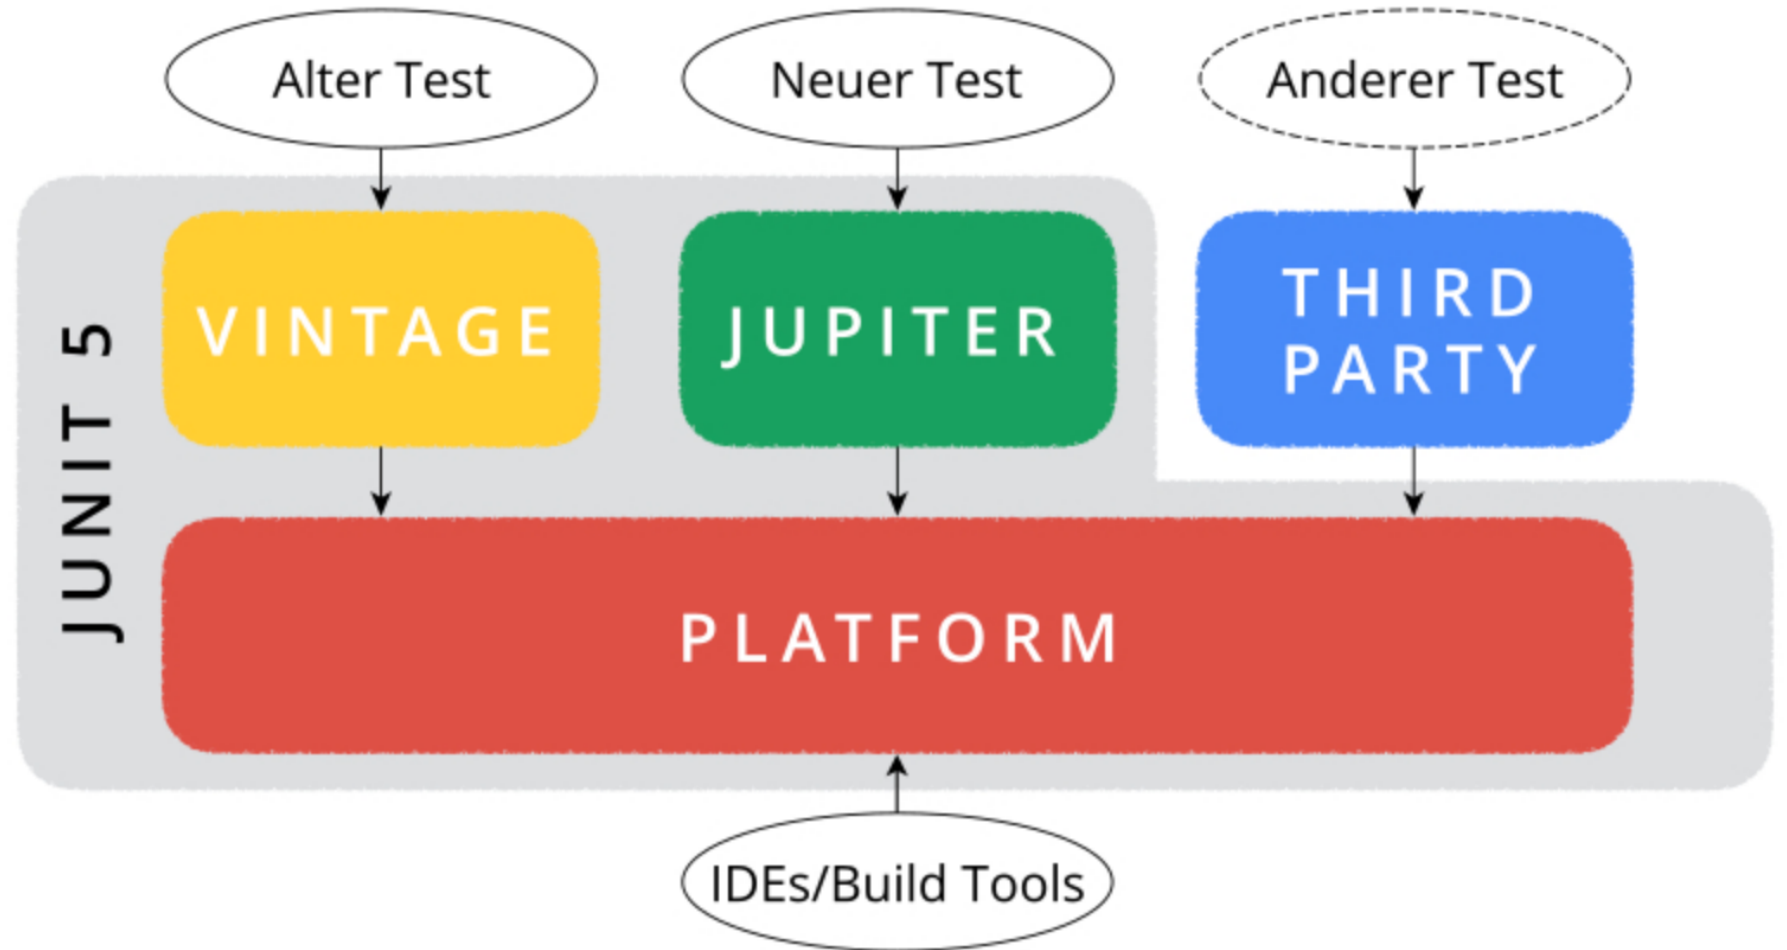 Alter Test
Neuer Test
Anderer Test
JUNIT 5
VINTAGE
JUPITER
THIRD
PARTY
PLATFORM
IDEs/Build Tools